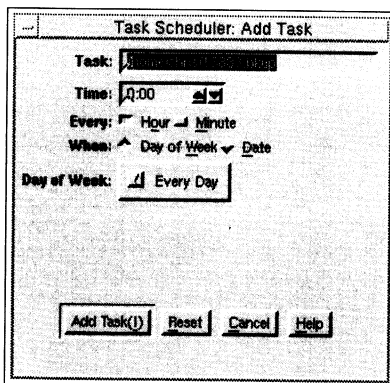 Task Scheduler: Add Task
Task:
Time: 0:00
Every: Hour Minute
When: Day of Week Date
Day of Week: Every Day
Add Task(!) Reset Cancel Help